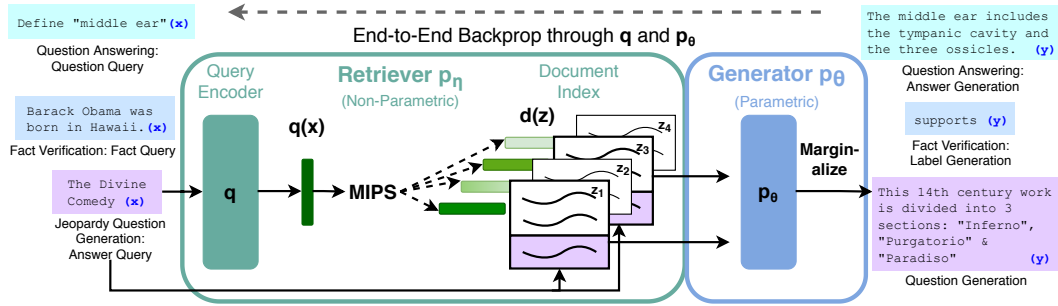 Define "middle ear" (x)
Question Answering:
Question Query
Barack Obama was
born in Hawaii. (x)
Fact Verification: Fact Query
The Divine
Comedy (x)
Jeopardy Question
Generation:
Answer Query
End-to-End Backprop through q and pθ
Query
Encoder
q
q(x)
Retriever pη
(Non-Parametric)
MIPS
Document
Index
d(z)
z4
z3
z2
z1
Generator pθ
(Parametric)
pθ
Margin-
alize
The middle ear includes
the tympanic cavity and
the three ossicles. (y)
Question Answering:
Answer Generation
supports (y)
Fact Verification:
Label Generation
This 14th century work
is divided into 3
sections: "Inferno",
"Purgatorio" &
"Paradiso" (y)
Question Generation